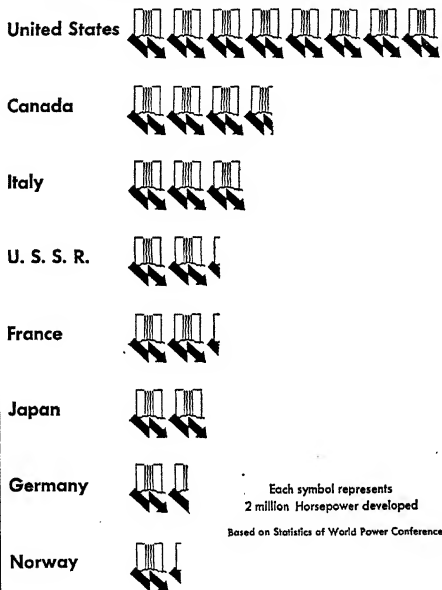 United States
Canada
Italy
U. S. S. R.
France
Japan
Germany
Each symbol represents
2 million Horsepower developed
Based on Statistics of World Power Conference
Norway